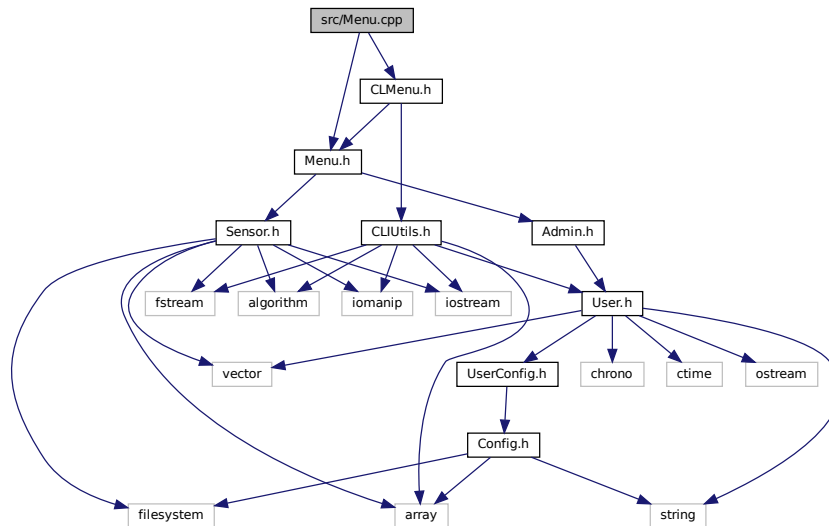 src/Menu.cpp
CLMenu.h
Menu.h
Sensor.h
CLIUtils.h
Admin.h
fstream
algorithm
iomanip
iostream
User.h
vector
UserConfig.h
chrono
ctime
ostream
Config.h
filesystem
array
string